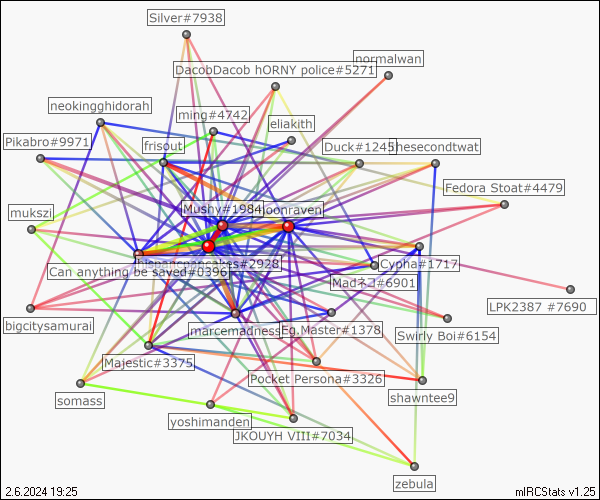 Silver#7938
normalwan
DacobDacob hORNY police#5271
neokingghidorah
ming#4742
eliakith
Pikabro#9971
frisout
Duck#1245
thesecondtwat
Fedora Stoat#4479
mukszi
Mushy#1984
moonraven
hispanicpancakes#2928
Cypha#1717
Can anything be saved#0396
Madネコ#6901
LPK2387 #7690
bigcitysamurai
marcemadness
Eg.Master#1378
Swirly Boi#6154
Majestic#3375
Pocket Persona#3326
somass
shawntee9
yoshimanden
JKOUYH VIII#7034
zebula
2.6.2024 19:25
mIRCStats v1.25